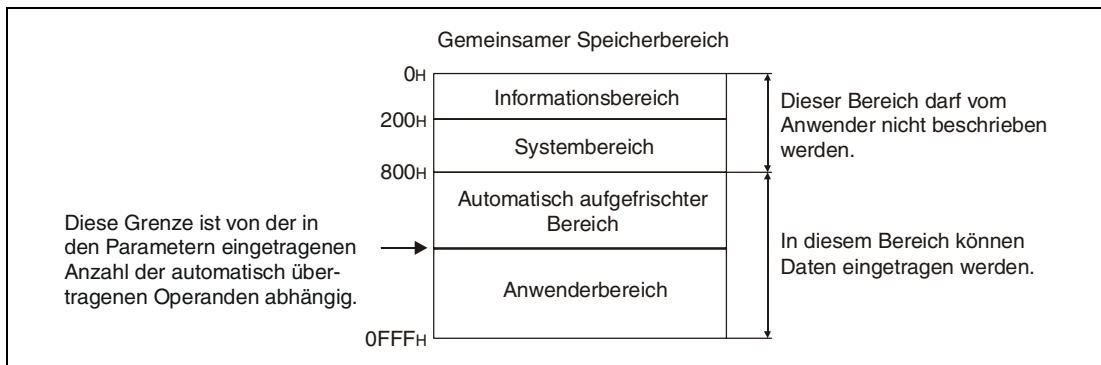 Gemeinsamer Speicherbereich
0H
Informationsbereich
200H
Systembereich
800H
Automatisch aufgefrischter
Bereich
Anwenderbereich
0FFFH
Dieser Bereich darf vom
Anwender nicht beschrieben
werden.
Diese Grenze ist von der in
den Parametern eingetragenen
Anzahl der automatisch über-
tragenen Operanden abhängig.
In diesem Bereich können
Daten eingetragen werden.